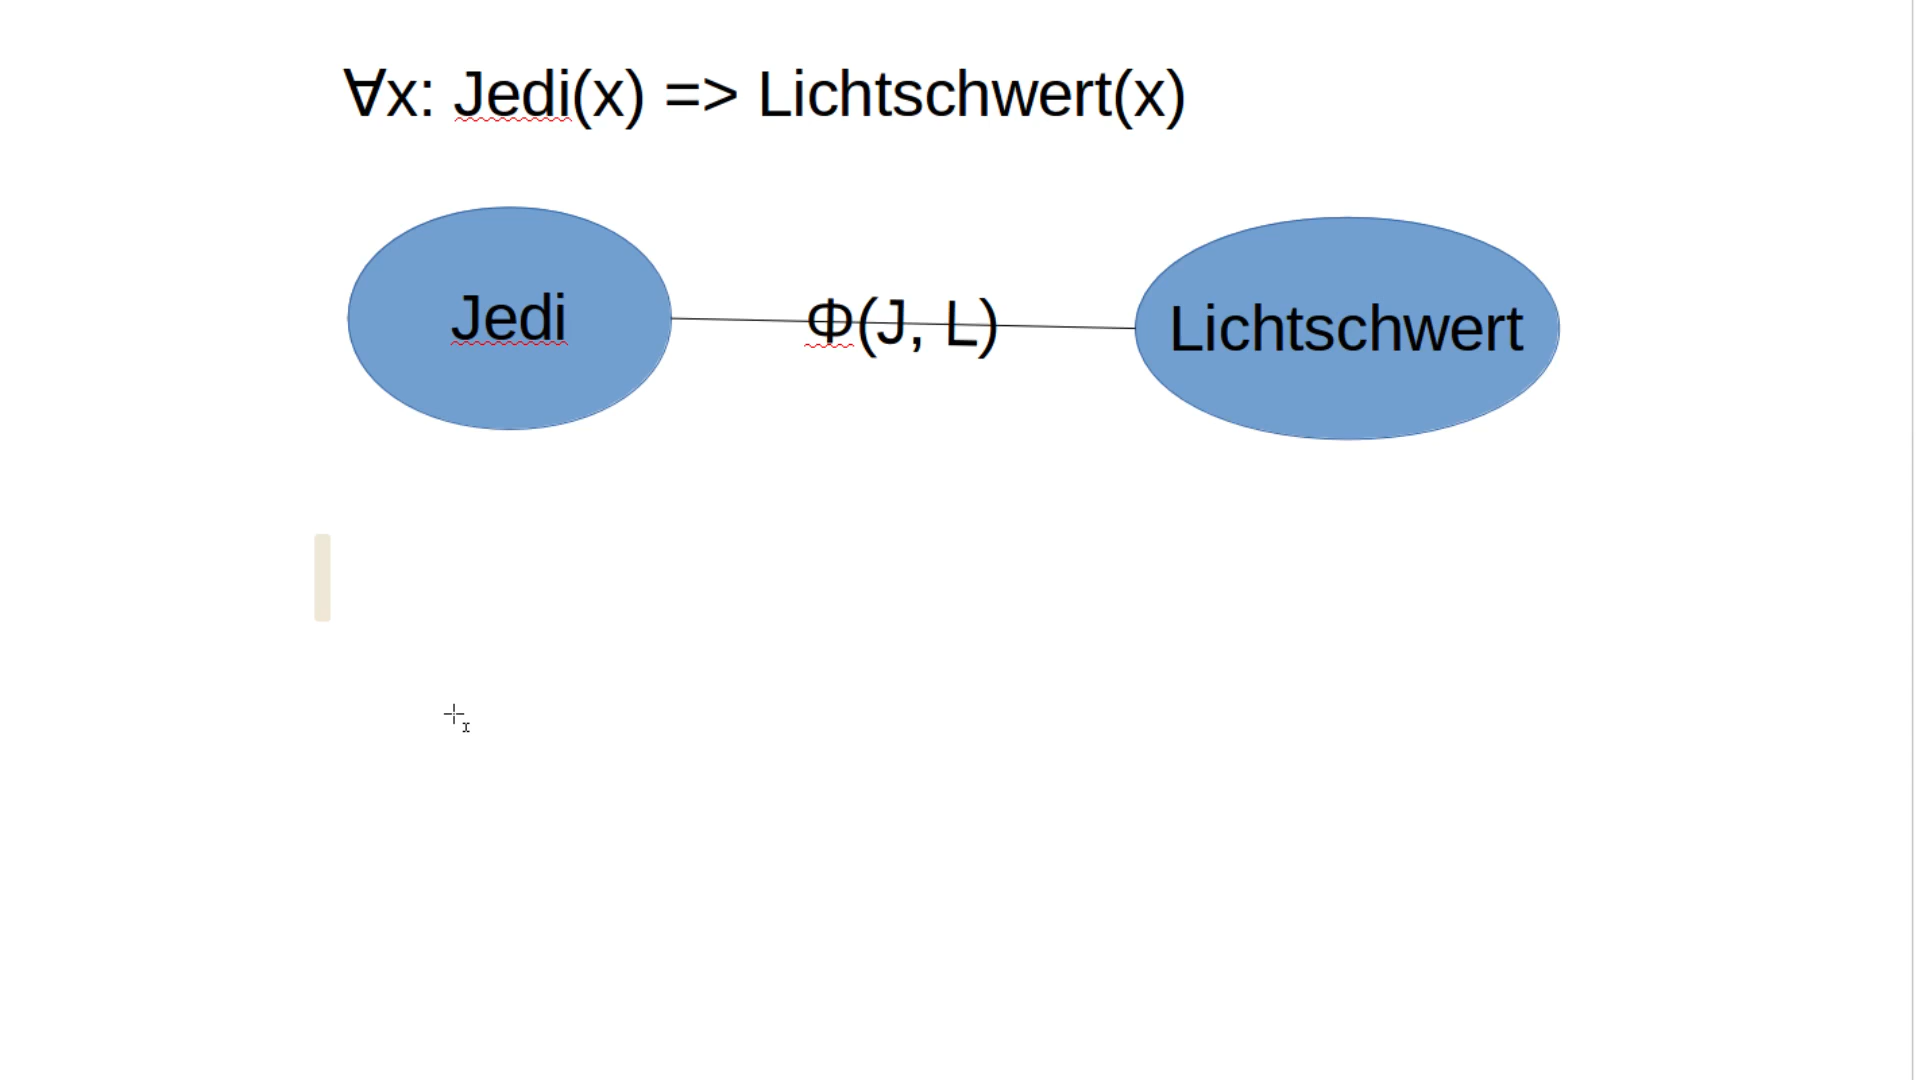 ∀x: Jedi(x) => Lichtschwert(x)
Jedi Φ(J, L) Lichtschwert